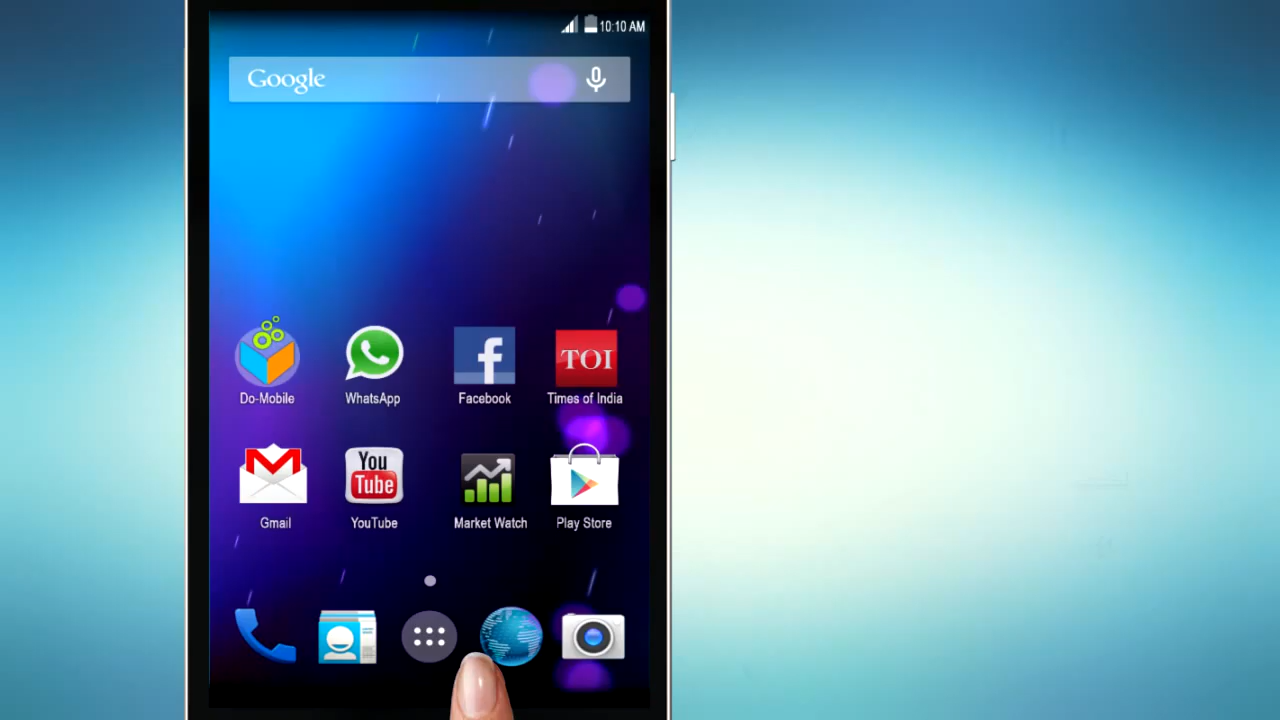 10:10 AM
Google
TOI
Do-Mobile WhatsApp Facebook Times of India
You
Tube
Gmail YouTube Market Watch Play Store